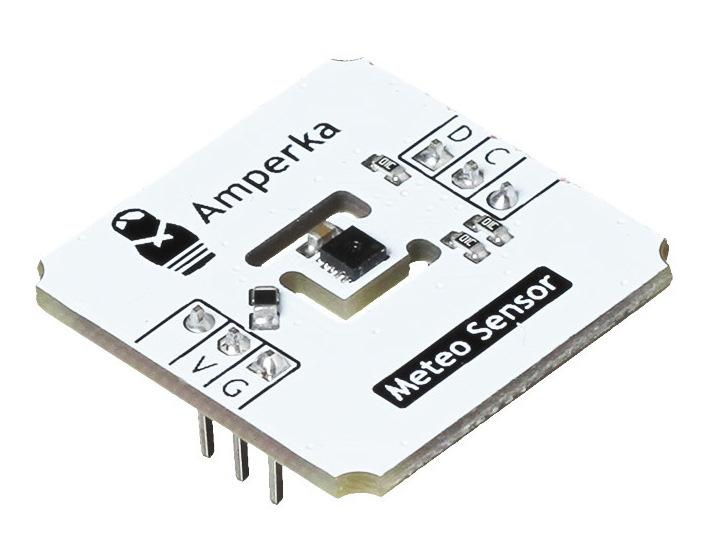 Amperka
D C
V G
Meteo Sensor